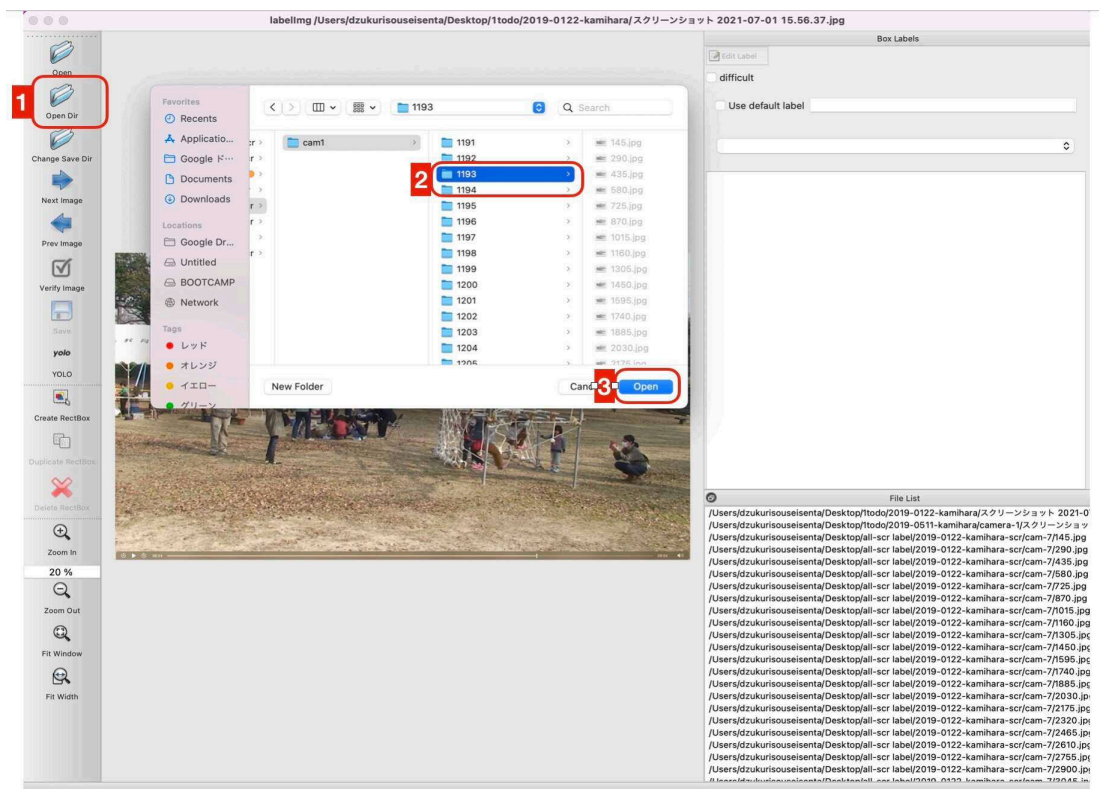 labelImg /Users/dzukurisouseisenta/Desktop/1todo/2019-0122-kamihara/スクリーンショット 2021-07-01 15.56.37.jpg
Open
1
Open Dir
Change Save Dir
Next Image
Prev Image
Verify Image
Save
yolo
YOLO
Create RectBox
Duplicate RectBox
Delete RectBox
Zoom In
20 %
Zoom Out
Fit Window
Fit Width
Favorites
Recents
Applicatio...
Google ド...
Documents
Downloads
Locations
Google Dr...
Untitled
BOOTCAMP
Network
Tags
レッド
オレンジ
イエロー
グリーン
1193
Search
cam1
2
1191
1192
1193
1194
1195
1196
1197
1198
1199
1200
1201
1202
1203
1204
1205
145.jpg
290.jpg
435.jpg
580.jpg
725.jpg
870.jpg
1015.jpg
1160.jpg
1305.jpg
1450.jpg
1595.jpg
1740.jpg
1885.jpg
2030.jpg
2175.jpg
New Folder
Canc
3
Open
Box Labels
Edit Label
difficult
Use default label
File List
/Users/dzukurisouseisenta/Desktop/1todo/2019-0122-kamihara/スクリーンショット 2021-0
/Users/dzukurisouseisenta/Desktop/1todo/2019-0511-kamihara/camera-1/スクリーンショッ
/Users/dzukurisouseisenta/Desktop/all-scr label/2019-0122-kamihara-scr/cam-7/145.jpg
/Users/dzukurisouseisenta/Desktop/all-scr label/2019-0122-kamihara-scr/cam-7/290.jpg
/Users/dzukurisouseisenta/Desktop/all-scr label/2019-0122-kamihara-scr/cam-7/435.jpg
/Users/dzukurisouseisenta/Desktop/all-scr label/2019-0122-kamihara-scr/cam-7/580.jpg
/Users/dzukurisouseisenta/Desktop/all-scr label/2019-0122-kamihara-scr/cam-7/725.jpg
/Users/dzukurisouseisenta/Desktop/all-scr label/2019-0122-kamihara-scr/cam-7/870.jpg
/Users/dzukurisouseisenta/Desktop/all-scr label/2019-0122-kamihara-scr/cam-7/1015.jpg
/Users/dzukurisouseisenta/Desktop/all-scr label/2019-0122-kamihara-scr/cam-7/1160.jpg
/Users/dzukurisouseisenta/Desktop/all-scr label/2019-0122-kamihara-scr/cam-7/1305.jpg
/Users/dzukurisouseisenta/Desktop/all-scr label/2019-0122-kamihara-scr/cam-7/1450.jpg
/Users/dzukurisouseisenta/Desktop/all-scr label/2019-0122-kamihara-scr/cam-7/1595.jpg
/Users/dzukurisouseisenta/Desktop/all-scr label/2019-0122-kamihara-scr/cam-7/1740.jpg
/Users/dzukurisouseisenta/Desktop/all-scr label/2019-0122-kamihara-scr/cam-7/1885.jpg
/Users/dzukurisouseisenta/Desktop/all-scr label/2019-0122-kamihara-scr/cam-7/2030.jp
/Users/dzukurisouseisenta/Desktop/all-scr label/2019-0122-kamihara-scr/cam-7/2175.jpg
/Users/dzukurisouseisenta/Desktop/all-scr label/2019-0122-kamihara-scr/cam-7/2320.jp
/Users/dzukurisouseisenta/Desktop/all-scr label/2019-0122-kamihara-scr/cam-7/2465.jp
/Users/dzukurisouseisenta/Desktop/all-scr label/2019-0122-kamihara-scr/cam-7/2610.jp
/Users/dzukurisouseisenta/Desktop/all-scr label/2019-0122-kamihara-scr/cam-7/2755.jp
/Users/dzukurisouseisenta/Desktop/all-scr label/2019-0122-kamihara-scr/cam-7/2900.jp